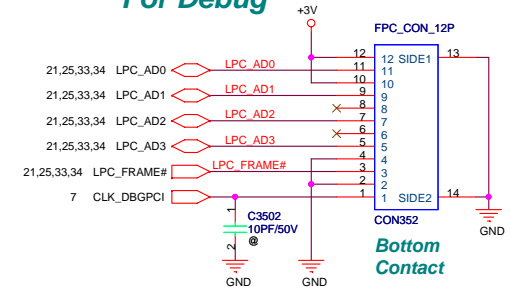 For Debug
+3V
FPC_CON_12P
12 12 SIDE1 13
21,25,33,34 LPC_AD0 LPC_AD0 11 11
10 10
21,25,33,34 LPC_AD1 LPC_AD1 9 9
8 8
21,25,33,34 LPC_AD2 LPC_AD2 7 7
6 6
21,25,33,34 LPC_AD3 LPC_AD3 5 5
4 4
21,25,33,34 LPC_FRAME# LPC_FRAME# 3 3
2 2
7 CLK_DBGPCI 1 1 SIDE2 14
1 C3502 CON352
10PF/50V
2 @
GND
Bottom
Contact
GND GND